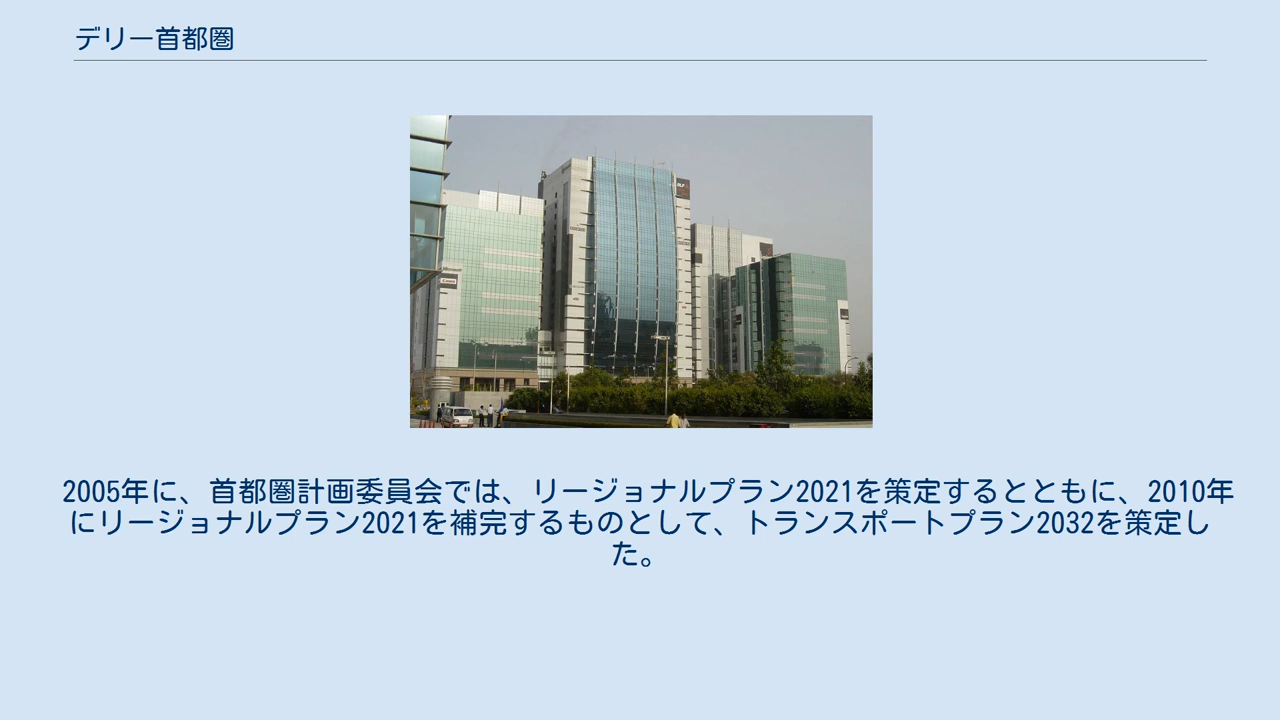 デリー首都圏
2005年に、首都圏計画委員会では、リージョナルプラン2021を策定するとともに、2010年
にリージョナルプラン2021を補完するものとして、トランスポートプラン2032を策定し
た。